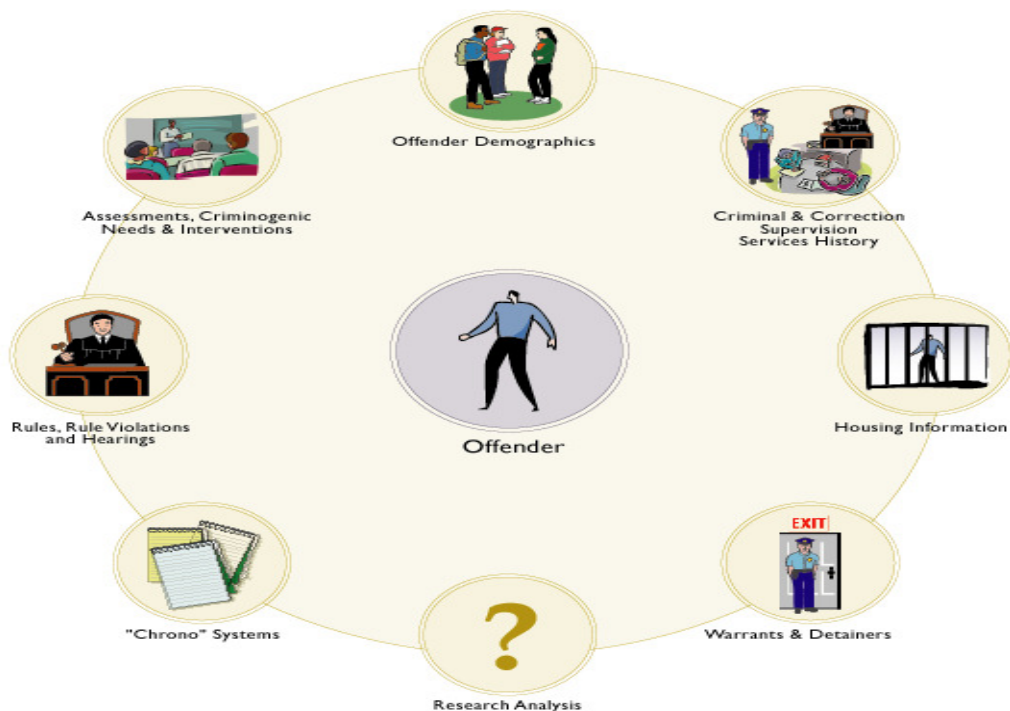 Offender Demographics
Assessments, Criminogenic
Needs & Interventions
Criminal & Correction
Supervision
Services History
Rules, Rule Violations
and Hearings
Offender
Housing Information
"Chrono" Systems
EXIT
Warrants & Detainers
?
Research Analysis